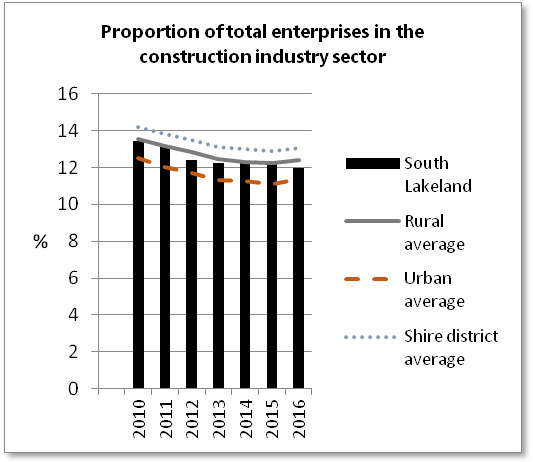 Proportion of total enterprises in the
construction industry sector
16
14
12
10
8
6
4
2
0
%
2010
2011
2012
2013
2014
2015
2016
South
Lakeland
Rural
average
Urban
average
Shire district
average